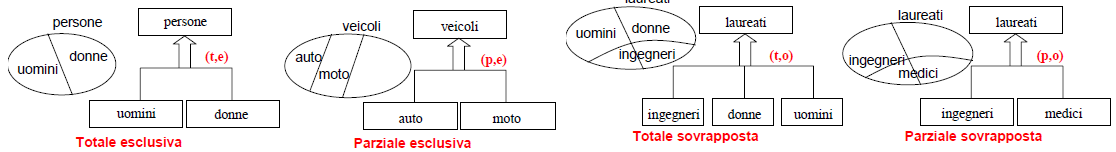 persone
uomini
donne
persone
(t,e)
uomini
donne
Totale esclusiva
veicoli
auto
moto
veicoli
(p,e)
auto
moto
Parziale esclusiva
laureati
uomini
donne
ingegneri
laureati
(t,o)
ingegneri
donne
uomini
Totale sovrapposta
laureati
ingegneri
medici
laureati
(p,o)
ingegneri
medici
Parziale sovrapposta